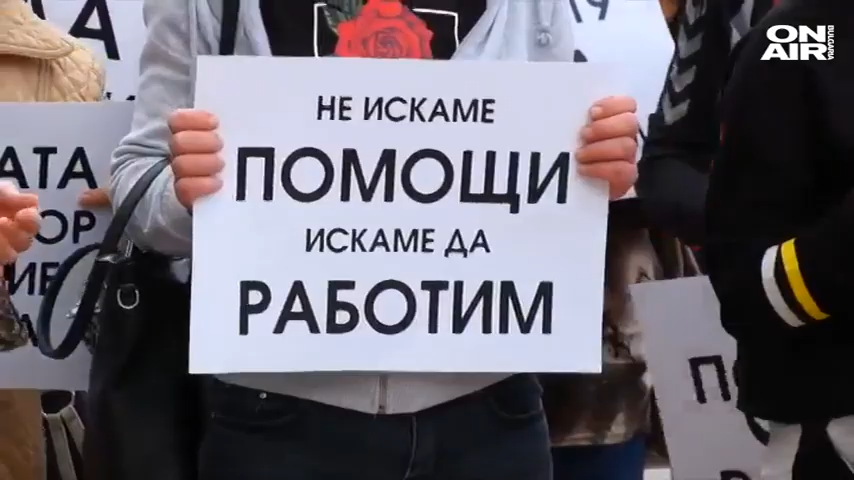 ON
AIR
BULGARIA
НЕ ИСКАМЕ
ПОМОЩИ
ИСКАМЕ ДА
РАБОТИМ